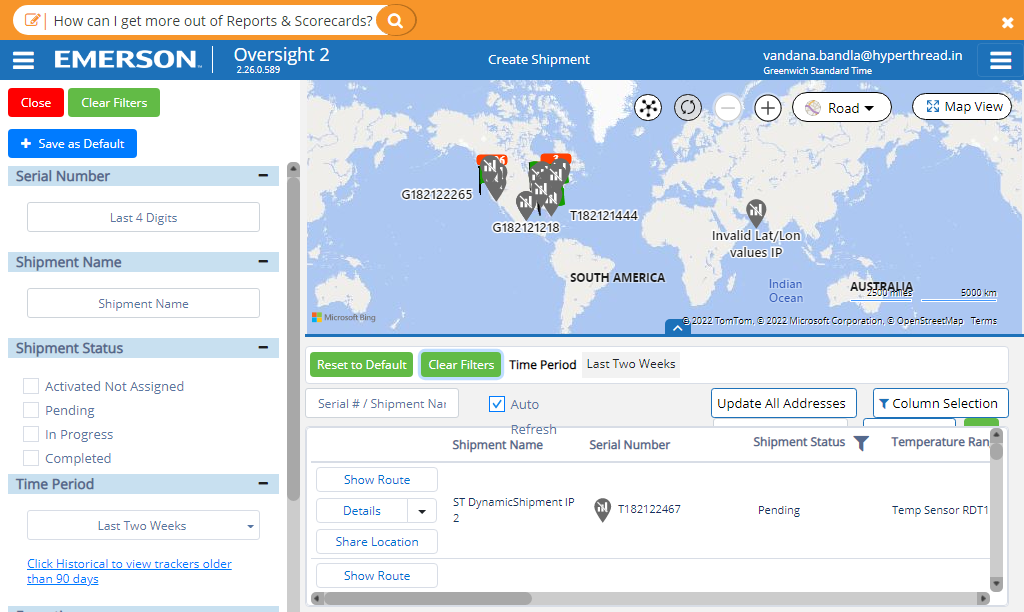 How can I get more out of Reports & Scorecards?
EMERSON
Oversight 2
2.26.0.589
Create Shipment
vandana.bandla@hyperthread.in
Greenwich Standard Time
Close
Clear Filters
Save as Default
Serial Number
Last 4 Digits
Shipment Name
Shipment Name
Shipment Status
Activated Not Assigned
Pending
In Progress
Completed
Time Period
Last Two Weeks
Click Historical to view trackers older
than 90 days
Road
Map View
G182122265
T182121444
G182121218
Invalid Lat/Lon
values IP
SOUTH AMERICA
Indian
Ocean
AUSTRALIA
2500 miles
5000 km
Microsoft Bing
© 2022 TomTom, © 2022 Microsoft Corporation, © OpenStreetMap Terms
Reset to Default
Clear Filters
Time Period
Last Two Weeks
Serial # / Shipment Nar
Auto
Refresh
Update All Addresses
Column Selection
Shipment Name
Serial Number
Shipment Status
Temperature Ran
Show Route
Details
Share Location
ST DynamicShipment IP
2
T182122467
Pending
Temp Sensor RDT1
Show Route